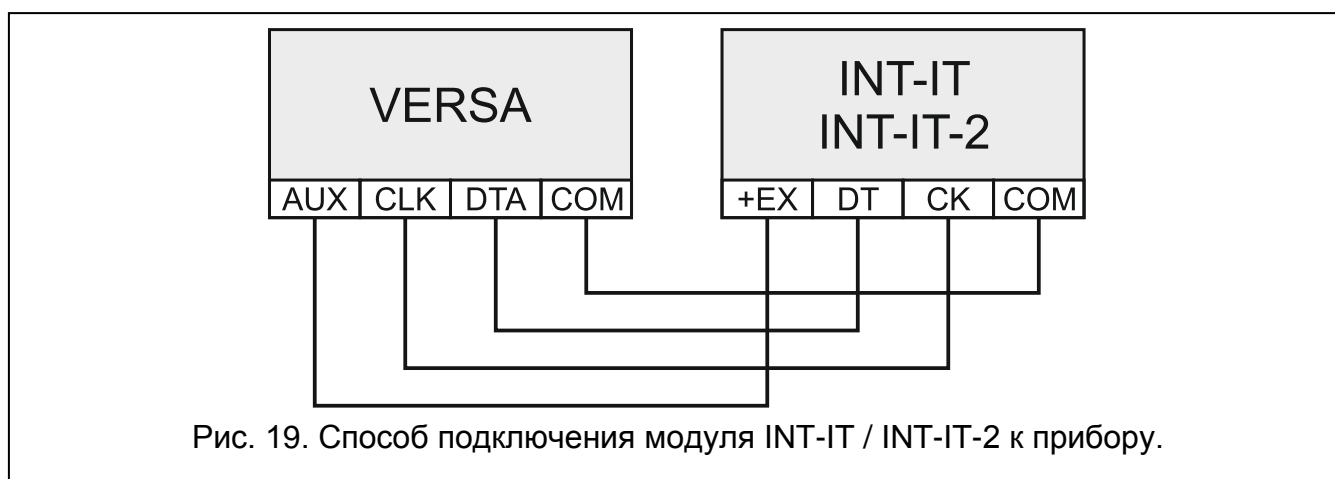 VERSA
AUX CLK DTA COM
INT-IT
INT-IT-2
+EX DT CK COM
Рис. 19. Способ подключения модуля INT-IT / INT-IT-2 к прибору.